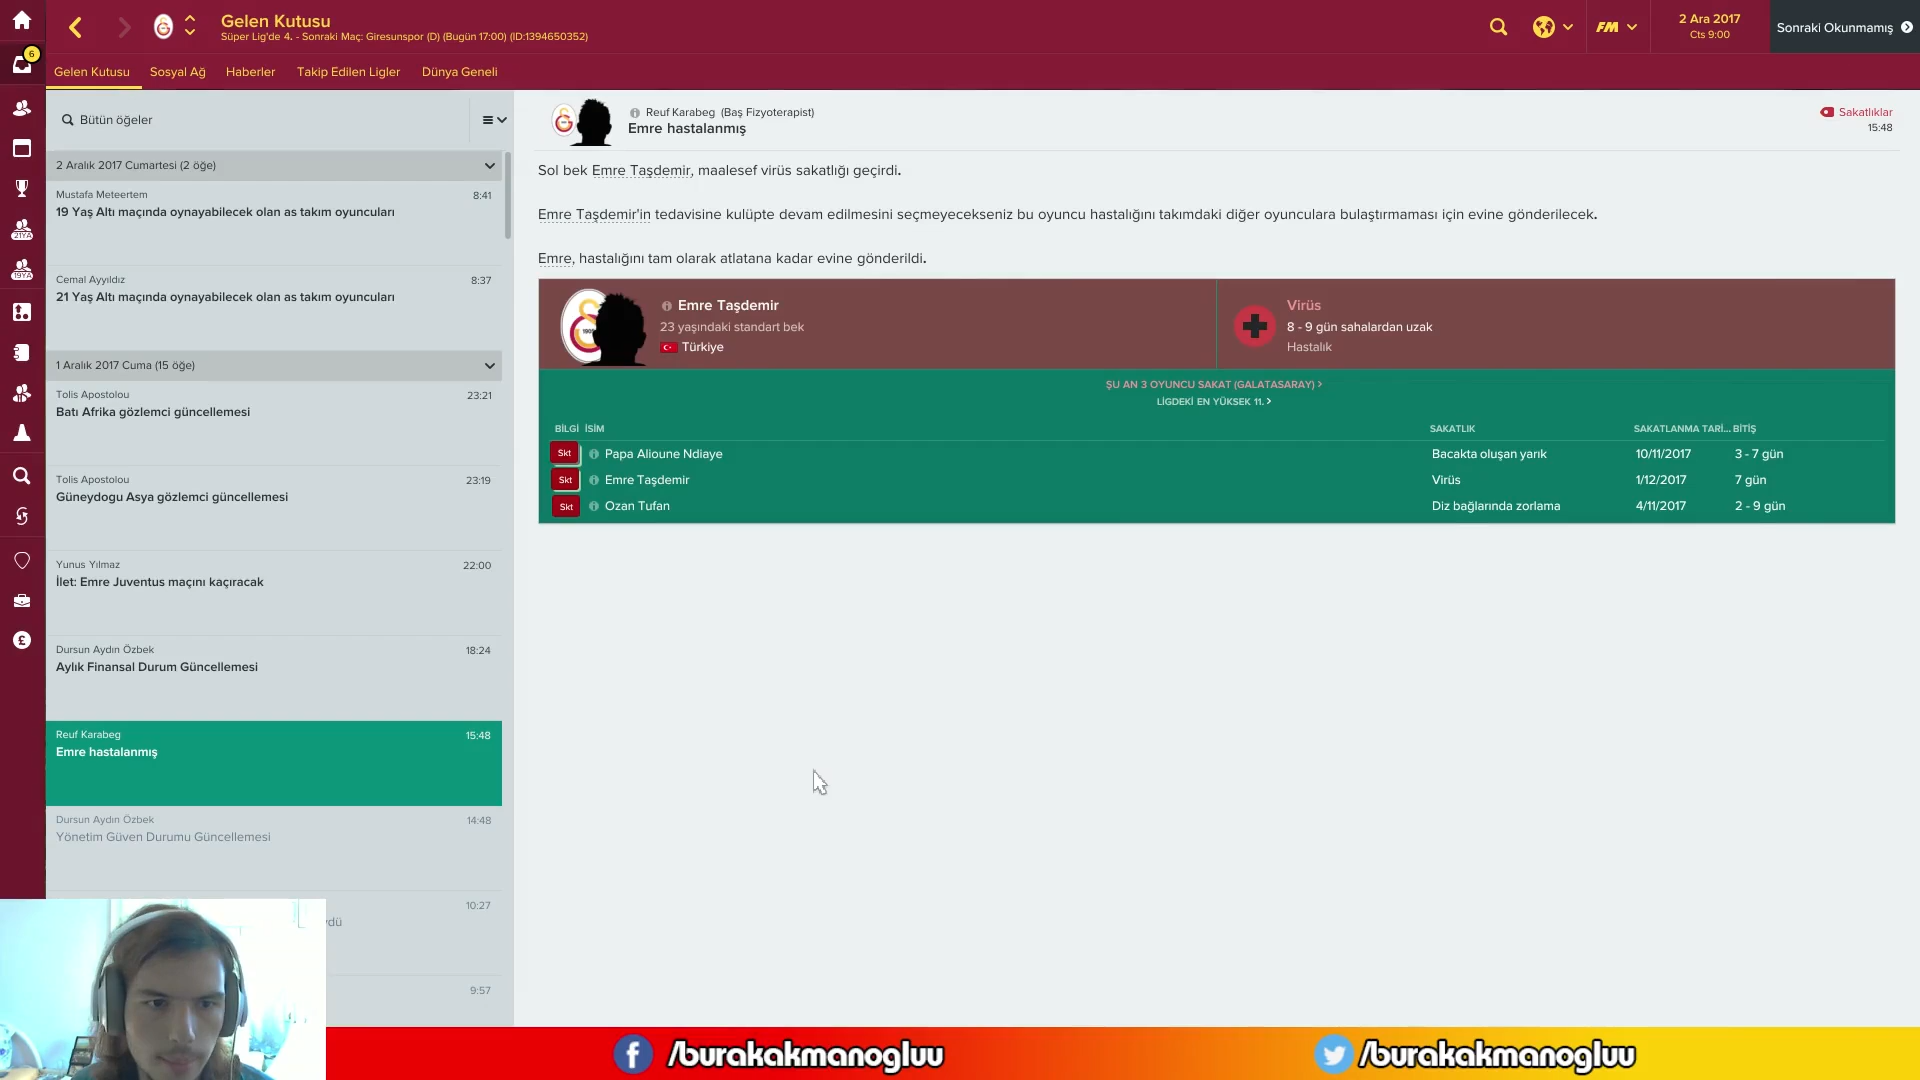 6
Gelen Kutusu
Süper Lig'de 4. - Sonraki Maç: Giresunspor (D) (Bugün 17:00) (ID:1394650352)
FM
2 Ara 2017
Cts 9:00
Sonraki Okunmamış
Gelen Kutusu Sosyal Ağ Haberler Takip Edilen Ligler Dünya Geneli
Bütün öğeler
2 Aralık 2017 Cumartesi (2 öğe)
Mustafa Meteertem 8:41
19 Yaş Altı maçında oynayabilecek olan as takım oyuncuları
Cemal Ayyıldız 8:37
21 Yaş Altı maçında oynayabilecek olan as takım oyuncuları
1 Aralık 2017 Cuma (15 öğe)
Tolis Apostolou 23:21
Batı Afrika gözlemci güncellemesi
Tolis Apostolou 23:19
Güneydogu Asya gözlemci güncellemesi
Yunus Yılmaz 22:00
İlet: Emre Juventus maçını kaçıracak
Dursun Aydın Özbek 18:24
Aylık Finansal Durum Güncellemesi
Reuf Karabeg 15:48
Emre hastalanmış
Dursun Aydın Özbek 14:48
Yönetim Güven Durumu Güncellemesi
10:27
9:57
21YA
19YA
Reuf Karabeg (Baş Fizyoterapist)
Emre hastalanmış
Sakatlıklar
15:48
Sol bek Emre Taşdemir, maalesef virüs sakatlığı geçirdi.
Emre Taşdemir'in tedavisine kulüpte devam edilmesini seçmeyecekseniz bu oyuncu hastalığını takımdaki diğer oyunculara bulaştırmaması için evine gönderilecek.
Emre, hastalığını tam olarak atlatana kadar evine gönderildi.
Emre Taşdemir
23 yaşındaki standart bek
Türkiye
Virüs
8 - 9 gün sahalardan uzak
Hastalık
ŞU AN 3 OYUNCU SAKAT (GALATASARAY) >
LİGDEKİ EN YÜKSEK 11. >
BİLGİ İSİM SAKATLIK SAKATLANMA TARİ... BİTİŞ
Skt Papa Alioune Ndiaye Bacakta oluşan yarık 10/11/2017 3 - 7 gün
Skt Emre Taşdemir Virüs 1/12/2017 7 gün
Skt Ozan Tufan Diz bağlarında zorlama 4/11/2017 2 - 9 gün
/burakakmanogluu
/burakakmanogluu